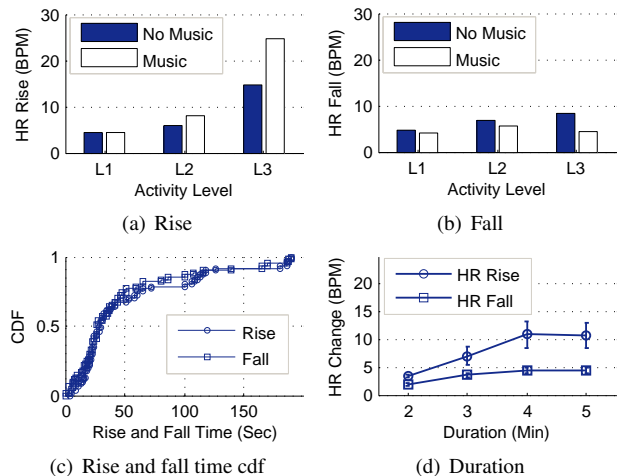 HR Rise (BPM)
30
20
10
0
No Music
Music
L1 L2 L3
Activity Level
(a) Rise
HR Fall (BPM)
30
20
10
0
No Music
Music
L1 L2 L3
Activity Level
(b) Fall
CDF
1
0.5
0
Rise
Fall
0 50 100 150
Rise and Fall Time (Sec)
(c) Rise and fall time cdf
HR Change (BPM)
20
15
10
5
0
HR Rise
HR Fall
2 3 4 5
Duration (Min)
(d) Duration